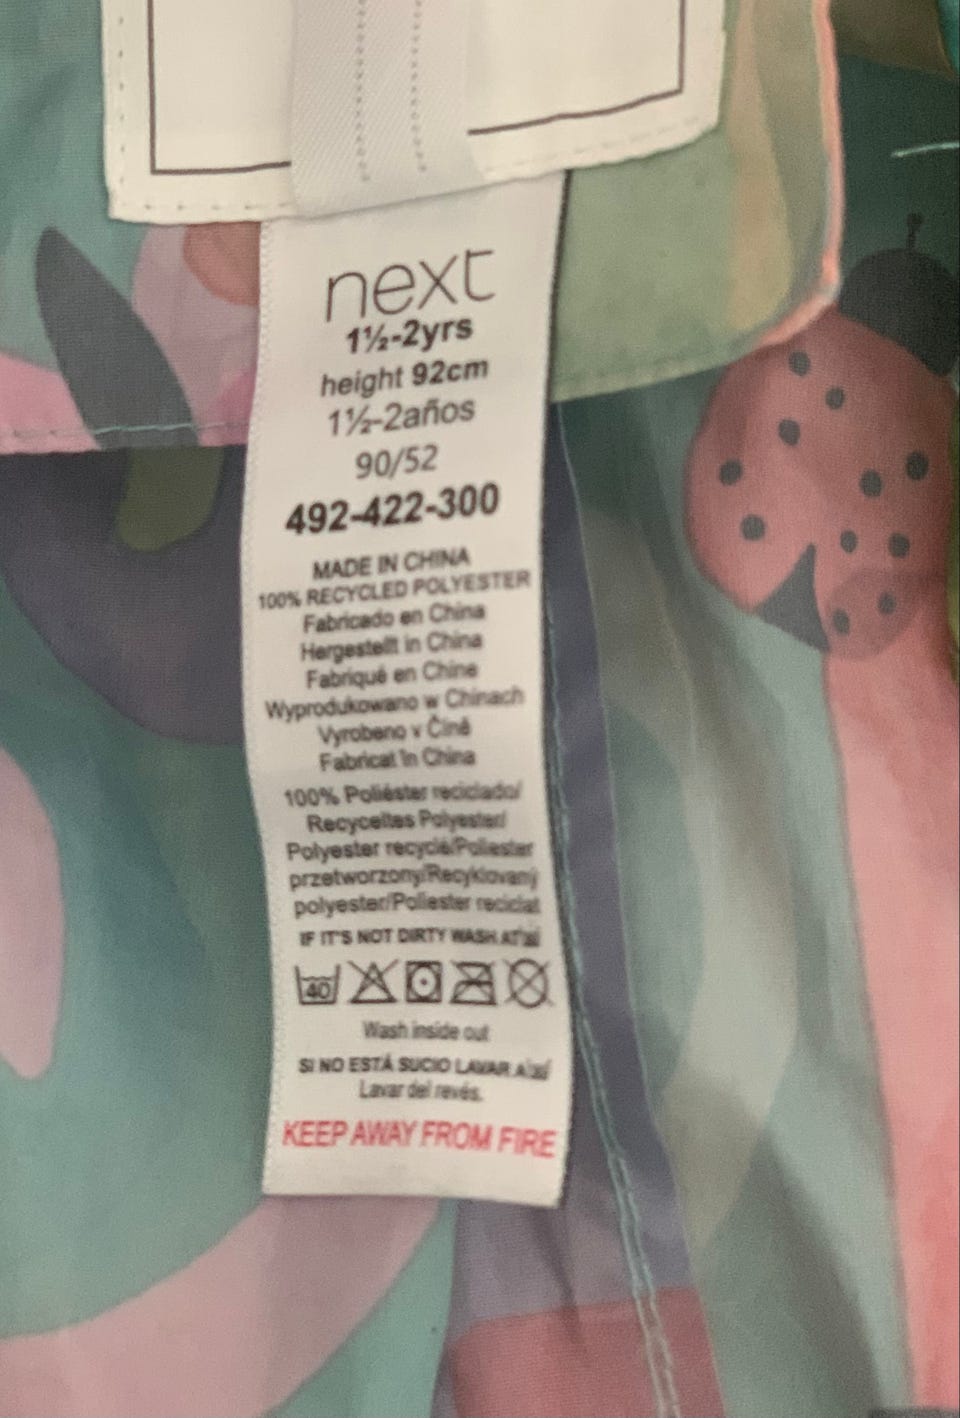 next
1½-2yrs
height 92cm
1½-2años
90/52
492-422-300
MADE IN CHINA
100% RECYCLED POLYESTER
Fabricado en China
Hergestellt in China
Fabriqué en Chine
Wyprodukowano w Chinach
Vyrobeno v Číně
Fabricat în China
100% Poliéster reciclado/
Recyceltes Polyester/
Polyester recyclé/Poliester
przetworzony/Recyklovaný
polyester/Poliester reciclat
IF IT'S NOT DIRTY WASH AT
40
Wash inside out
SI NO ESTÁ SUCIO LAVAR A
Lavar del revés.
KEEP AWAY FROM FIRE